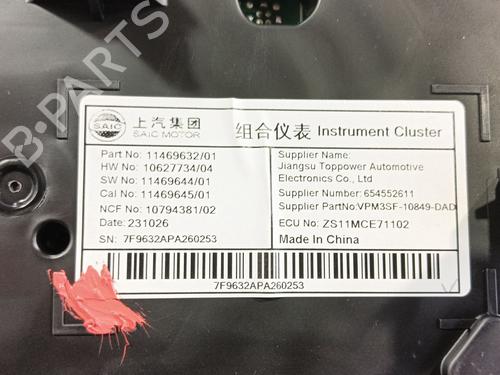 B-PARTS
SAIC
上汽集团
SAIC MOTOR
组合仪表 Instrument Cluster
Part No: 11469632/01
HW No: 10627734/04
SW No: 11469644/01
Cal No: 11469645/01
NCF No: 10794381/02
Date: 231026
SN: 7F9632APA260253
Supplier Name:
Jiangsu Toppower Automotive
Electronics Co., Ltd
Supplier Number: 654552611
Supplier PartNo:VPM3SF-10849-DAD
ECU No: ZS11MCE71102
Made In China
7F9632APA260253